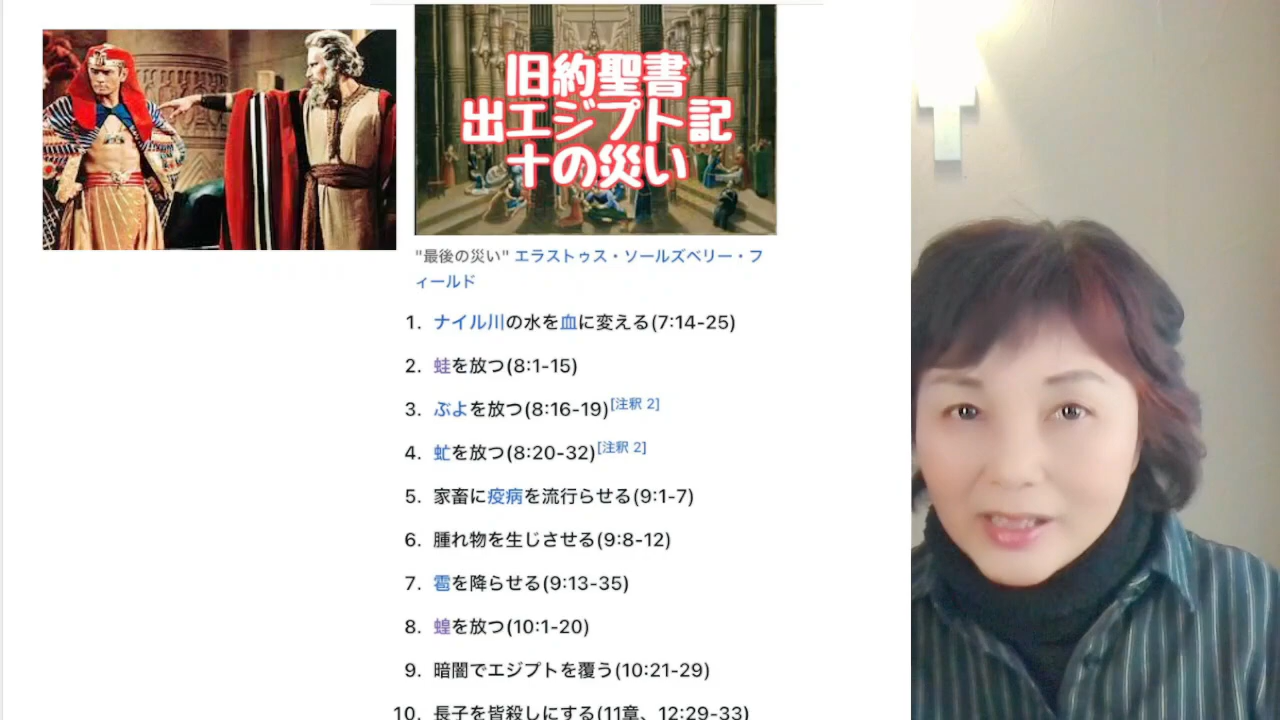 旧約聖書
出エジプト記
十の災い
"最後の災い" エラストゥス・ソールズベリー・フ
ィールド
1. ナイル川の水を血に変える(7:14-25)
2. 蛙を放つ(8:1-15)
3. ぶよを放つ(8:16-19)[注釈 2]
4. 虻を放つ(8:20-32)[注釈 2]
5. 家畜に疫病を流行らせる(9:1-7)
6. 腫れ物を生じさせる(9:8-12)
7. 雹を降らせる(9:13-35)
8. 蝗を放つ(10:1-20)
9. 暗闇でエジプトを覆う(10:21-29)
10. 長子を皆殺しにする(11章、12:29-33)